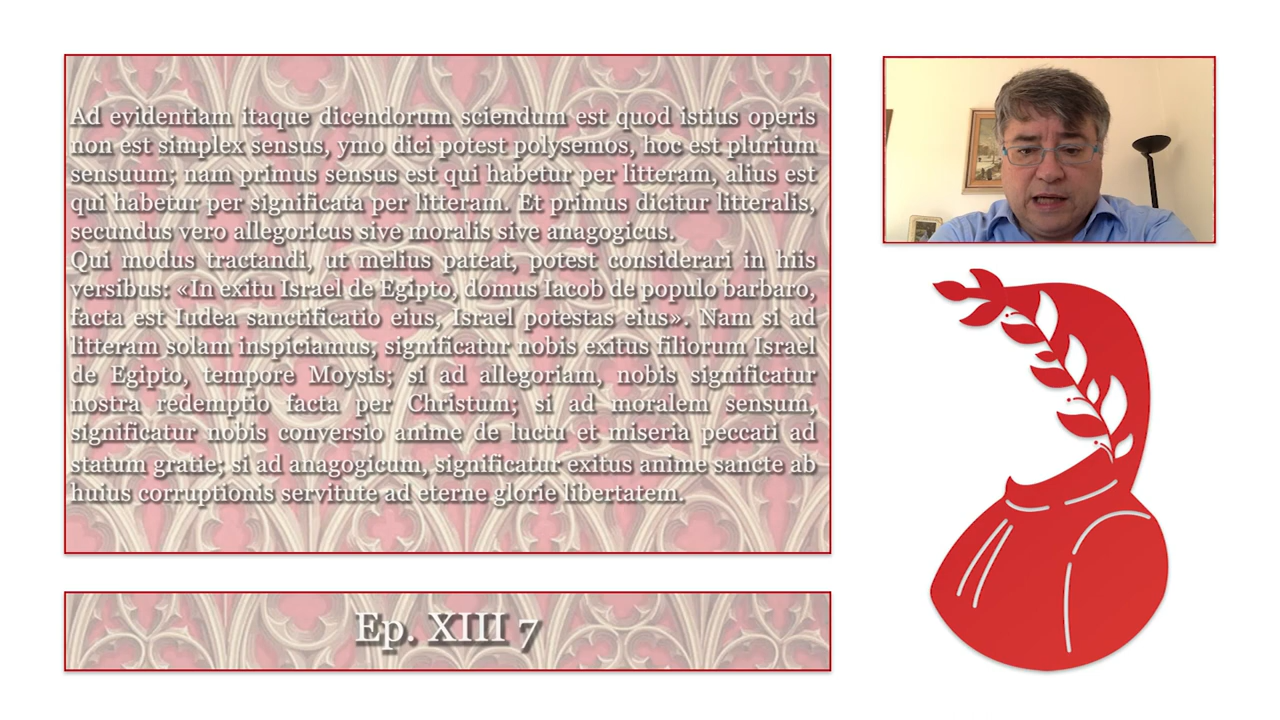 Ad evidentiam itaque dicendorum sciendum est quod istius operis
non est simplex sensus, ymo dici potest polysemos, hoc est plurium
sensuum; nam primus sensus est qui habetur per litteram, alius est
qui habetur per significata per litteram. Et primus dicitur litteralis,
secundus vero allegoricus sive moralis sive anagogicus.
Qui modus tractandi, ut melius pateat, potest considerari in hiis
versibus: «In exitu Israel de Egipto, domus Iacob de populo barbaro,
facta est Iudea sanctificatio eius, Israel potestas eius». Nam si ad
litteram solam inspiciamus, significatur nobis exitus filiorum Israel
de Egipto, tempore Moysis; si ad allegoriam, nobis significatur
nostra redemptio facta per Christum; si ad moralem sensum,
significatur nobis conversio anime de luctu et miseria peccati ad
statum gratie; si ad anagogicum, significatur exitus anime sancte ab
huius corruptionis servitute ad eterne glorie libertatem.
Ep. XIII 7